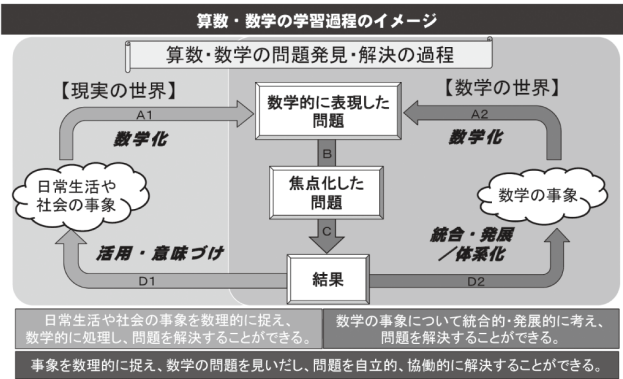 算数・数学の学習過程のイメージ
算数・数学の問題発見・解決の過程
【現実の世界】
【数学の世界】
A1
数学化
数学的に表現した
問題
A2
数学化
B
日常生活や
社会の事象
焦点化した
問題
数学の事象
C
活用・意味づけ
統合・発展
／体系化
結果
D1
D2
日常生活や社会の事象を数理的に捉え、
数学的に処理し、問題を解決することができる。
数学の事象について統合的・発展的に考え、
問題を解決することができる。
事象を数理的に捉え、数学の問題を見いだし、問題を自立的、協働的に解決することができる。